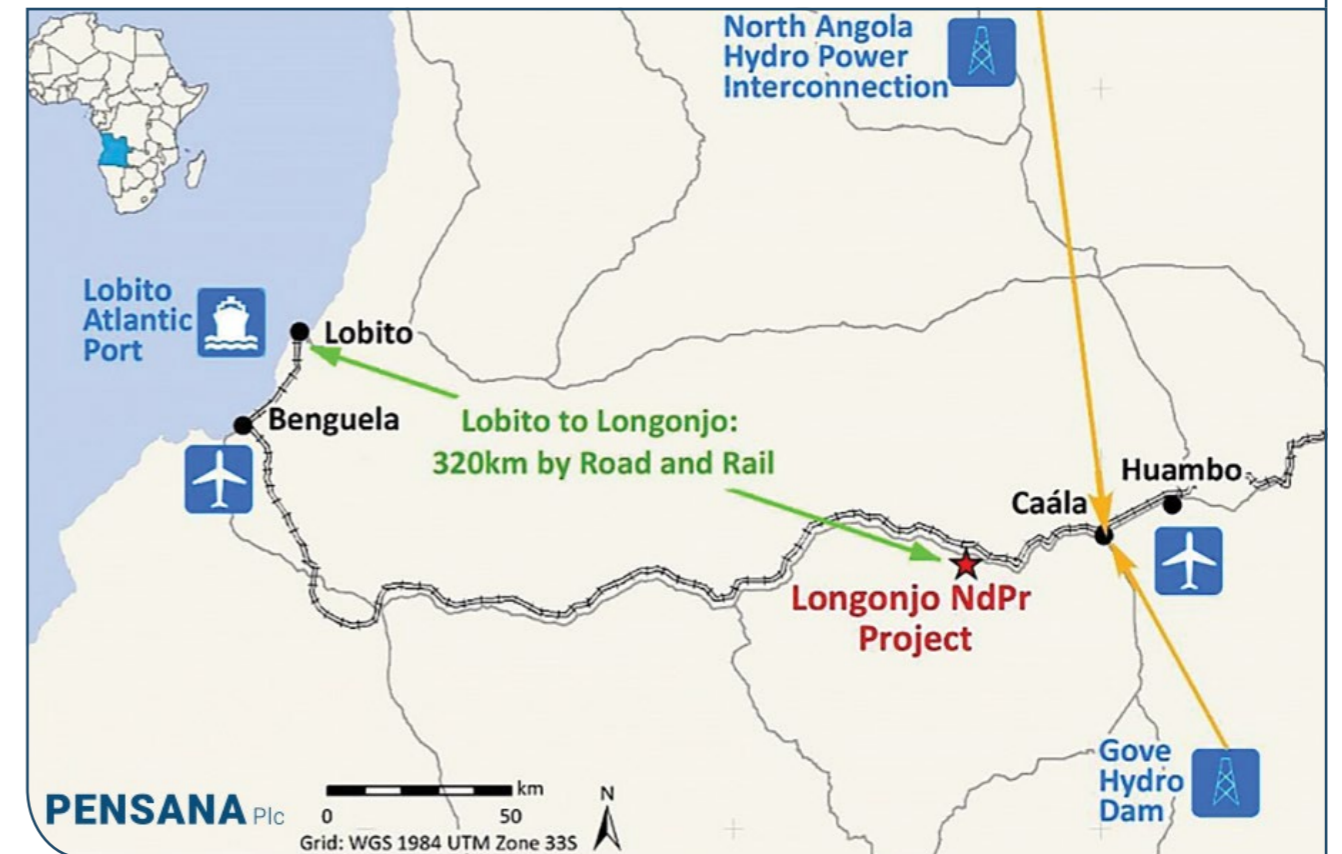 North Angola
Hydro Power
Interconnection
Lobito
Atlantic
Port
Lobito
Benguela
Lobito to Longonjo:
320km by Road and Rail
Huambo
Caála
Longonjo NdPr
Project
Gove
Hydro
Dam
PENSANA Plc
km
0 50
N
Grid: WGS 1984 UTM Zone 33S